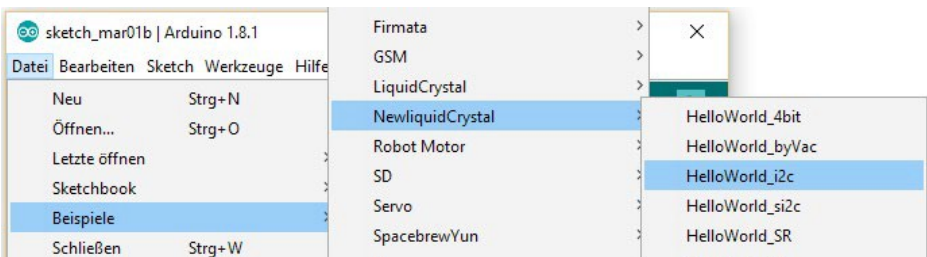 sketch_mar01b | Arduino 1.8.1
Datei Bearbeiten Sketch Werkzeuge Hilfe
Neu Strg+N
Öffnen... Strg+O
Letzte öffnen
Sketchbook
Beispiele
Schließen Strg+W
Firmata
GSM
LiquidCrystal
NewliquidCrystal
Robot Motor
SD
Servo
SpacebrewYun
HelloWorld_4bit
HelloWorld_byVac
HelloWorld_i2c
HelloWorld_si2c
HelloWorld_SR